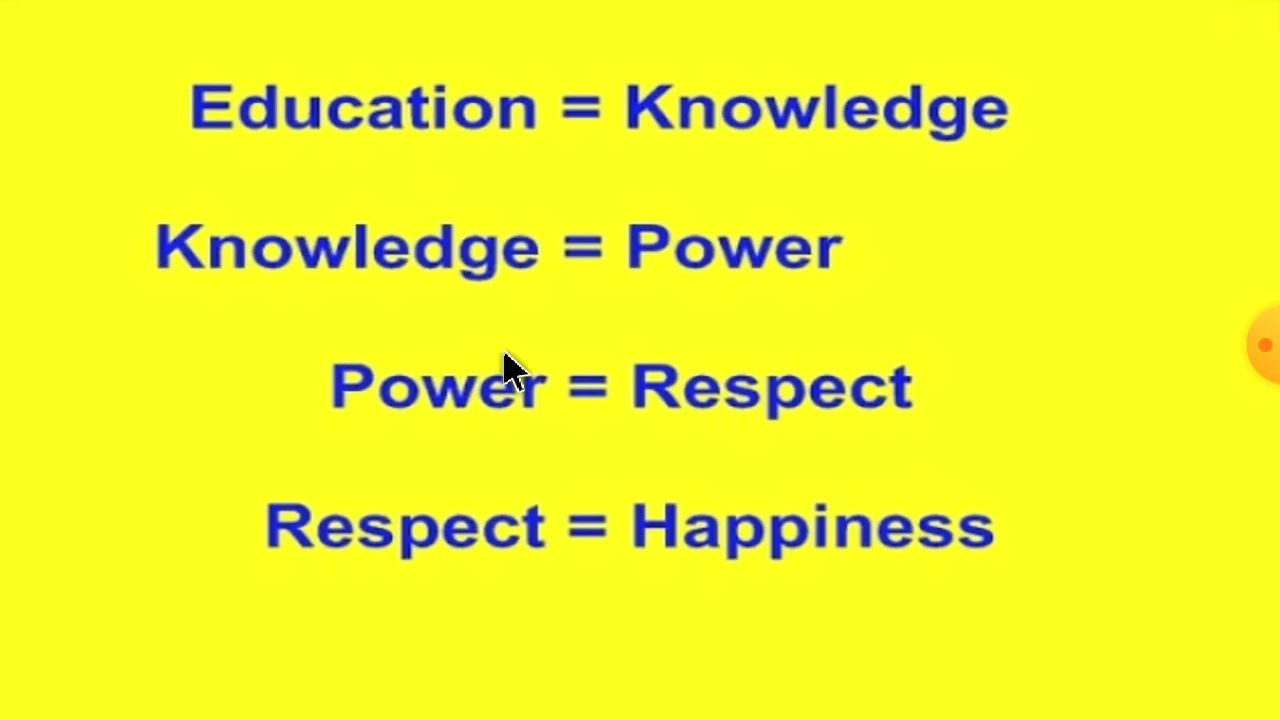 Education = Knowledge
Knowledge = Power
Power = Respect
Respect = Happiness